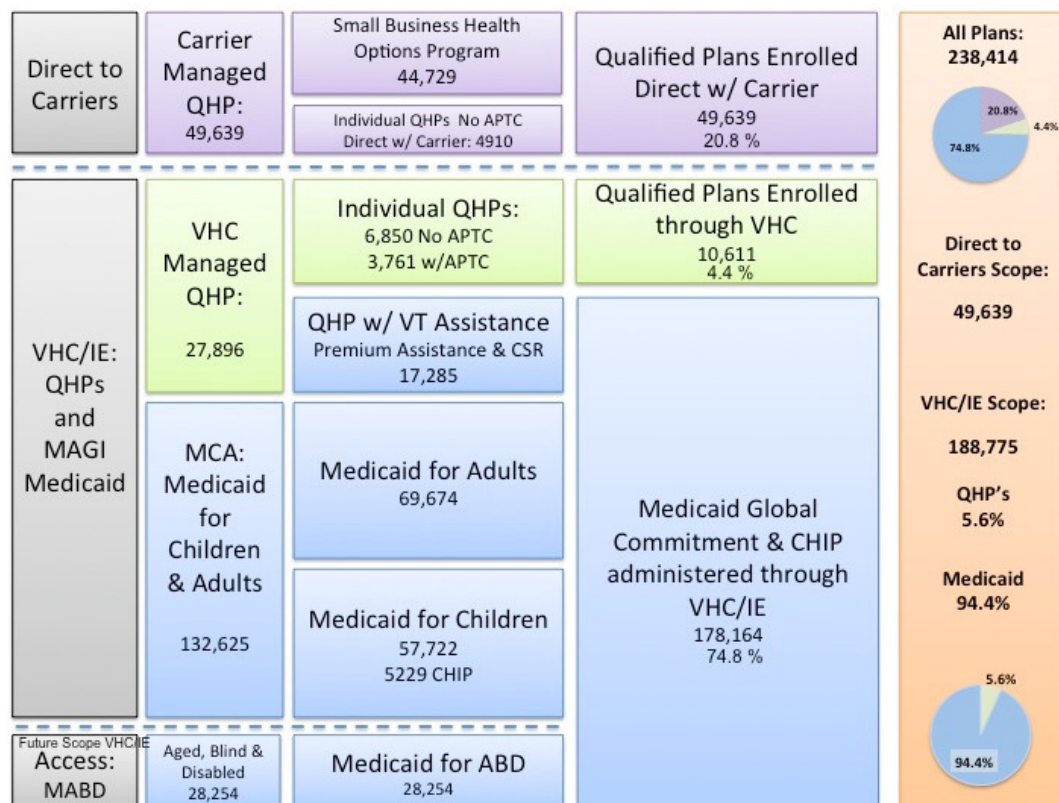 Direct to
Carriers
Carrier
Managed
QHP:
49,639
Small Business Health
Options Program
44,729
Individual QHPs No APTC
Direct w/ Carrier: 4910
Qualified Plans Enrolled
Direct w/ Carrier
49,639
20.8 %
VHC/IE:
QHPs
and
MAGI
Medicaid
VHC
Managed
QHP:
27,896
Individual QHPs:
6,850 No APTC
3,761 w/APTC
Qualified Plans Enrolled
through VHC
10,611
4.4 %
QHP w/ VT Assistance
Premium Assistance & CSR
17,285
MCA:
Medicaid
for
Children
& Adults
132,625
Medicaid for Adults
69,674
Medicaid for Children
57,722
5229 CHIP
Medicaid Global
Commitment & CHIP
administered through
VHC/IE
178,164
74.8 %
Future Scope VHC/IE
Access:
MABD
Aged, Blind &
Disabled
28,254
Medicaid for ABD
28,254
All Plans:
238,414
20.8%
4.4%
74.8%
Direct to
Carriers Scope:
49,639
VHC/IE Scope:
188,775
QHP's
5.6%
Medicaid
94.4%
5.6%
94.4%